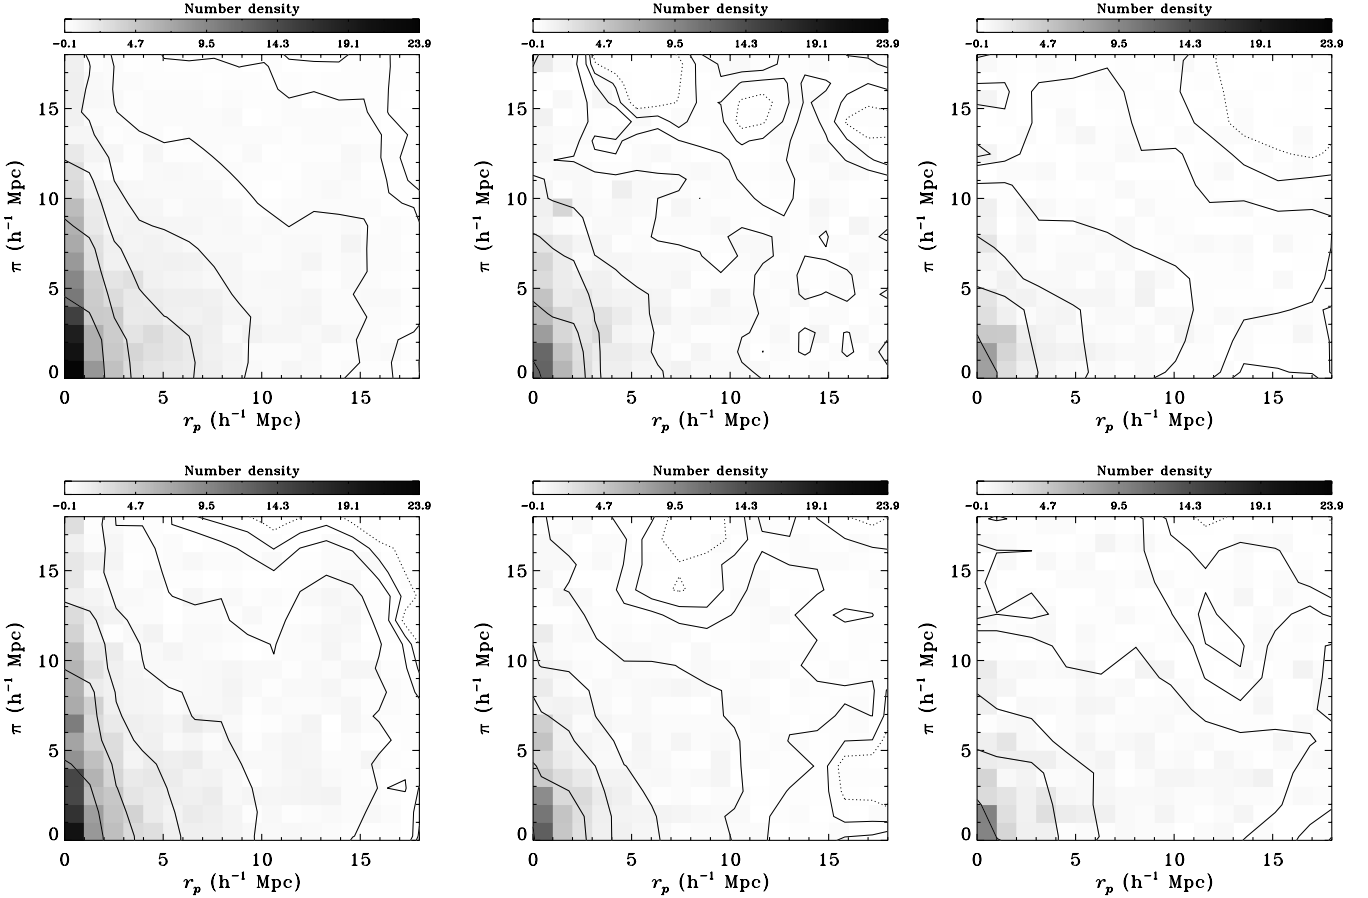 Number density Number density Number density
−0.1 4.7 9.5 14.3 19.1 23.9 −0.1 4.7 9.5 14.3 19.1 23.9 −0.1 4.7 9.5 14.3 19.1 23.9
15 15 15
10 10 10
π (h⁻¹ Mpc) π (h⁻¹ Mpc) π (h⁻¹ Mpc)
5 5 5
0 0 0
0 5 10 15 0 5 10 15 0 5 10 15
rₚ (h⁻¹ Mpc) rₚ (h⁻¹ Mpc) rₚ (h⁻¹ Mpc)
Number density Number density Number density
−0.1 4.7 9.5 14.3 19.1 23.9 −0.1 4.7 9.5 14.3 19.1 23.9 −0.1 4.7 9.5 14.3 19.1 23.9
15 15 15
10 10 10
π (h⁻¹ Mpc) π (h⁻¹ Mpc) π (h⁻¹ Mpc)
5 5 5
0 0 0
0 5 10 15 0 5 10 15 0 5 10 15
rₚ (h⁻¹ Mpc) rₚ (h⁻¹ Mpc) rₚ (h⁻¹ Mpc)